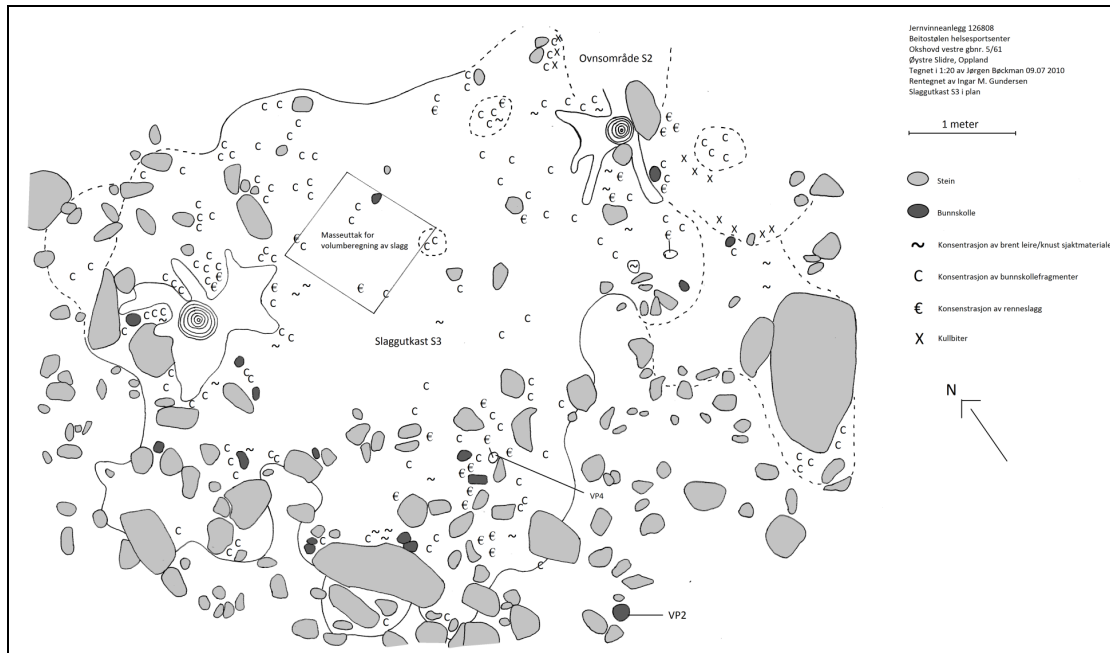 Jernvinneanlegg 126808
Beitostølen helsesportsenter
Okshovd vestre gbnr. 5/61
Øystre Slidre, Oppland
Tegnet i 1:20 av Jørgen Bøckman 09.07 2010
Rentegnet av Ingar M. Gundersen
Slaggutkast S3 i plan
1 meter
Stein
Bunnskolle
~ Konsentrasjon av brent leire/knust sjaktmateriale
C Konsentrasjon av bunnskollefragmenter
€ Konsenstrasjon av renneslagg
X Kullbiter
N
Ovnsområde S2
Masseuttak for
volumberegning av slagg
Slaggutkast S3
VP4
VP2